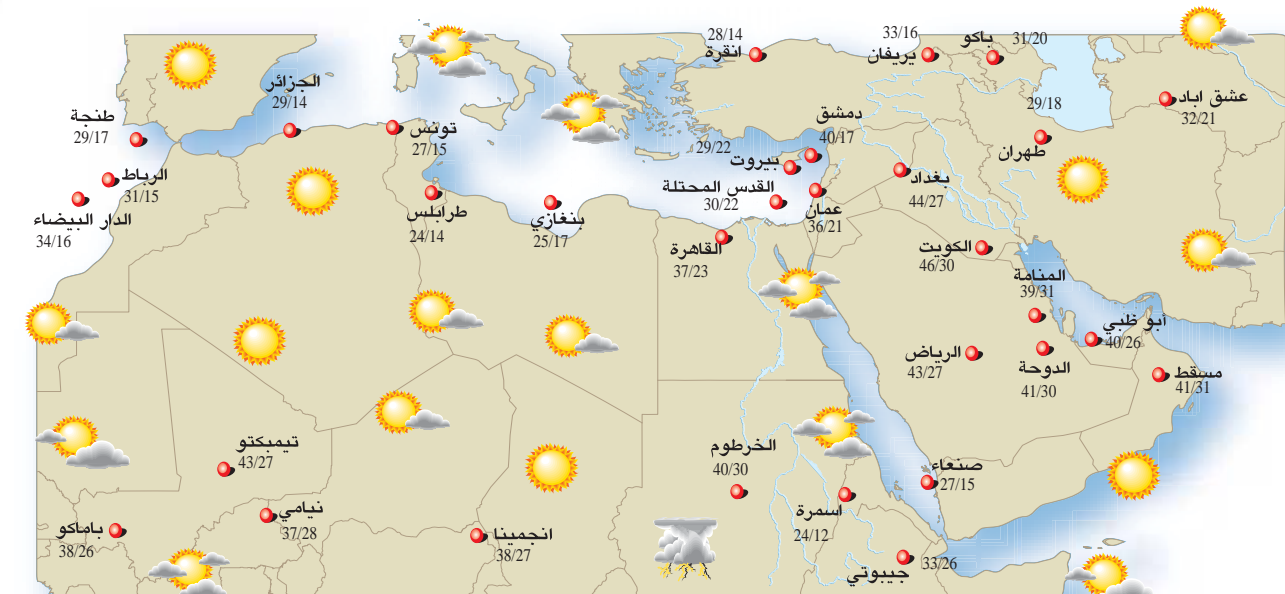 28/14
انقرة
33/16
يريفان
باكو
31/20
الجزائر
29/14
طنجة
29/17
تونس
27/15
دمشق
40/17
29/18
طهران
عشق اباد
32/21
29/22
بيروت
الرباط
31/15
الدار البيضاء
34/16
طرابلس
24/14
بنغازي
25/17
القدس المحتلة
30/22
عمان
36/21
بغداد
44/27
القاهرة
37/23
الكويت
46/30
المنامة
39/31
أبو ظبي
40/26
الرياض
43/27
الدوحة
41/30
مسقط
41/31
تيمبكتو
43/27
الخرطوم
40/30
صنعاء
27/15
نيامي
37/28
باماكو
38/26
انجمينا
38/27
اسمرة
24/12
جيبوتي
33/26